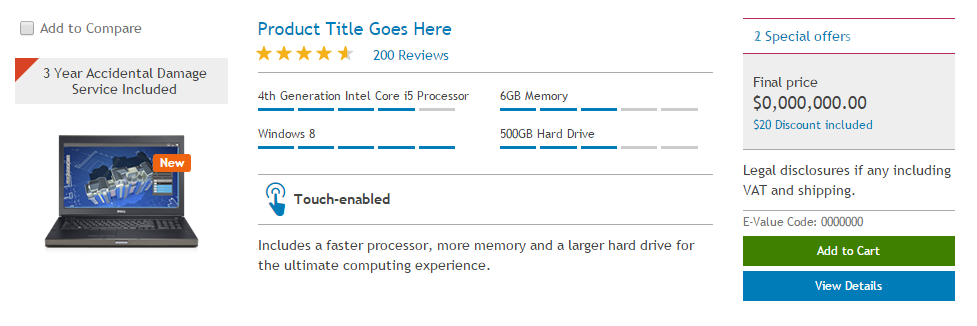 Add to Compare
3 Year Accidental Damage
Service Included
New
DELL
Product Title Goes Here
200 Reviews
4th Generation Intel Core i5 Processor
6GB Memory
Windows 8
500GB Hard Drive
Touch-enabled
Includes a faster processor, more memory and a larger hard drive for
the ultimate computing experience.
2 Special offers
Final price
$0,000,000.00
$20 Discount included
Legal disclosures if any including
VAT and shipping.
E-Value Code: 0000000
Add to Cart
View Details